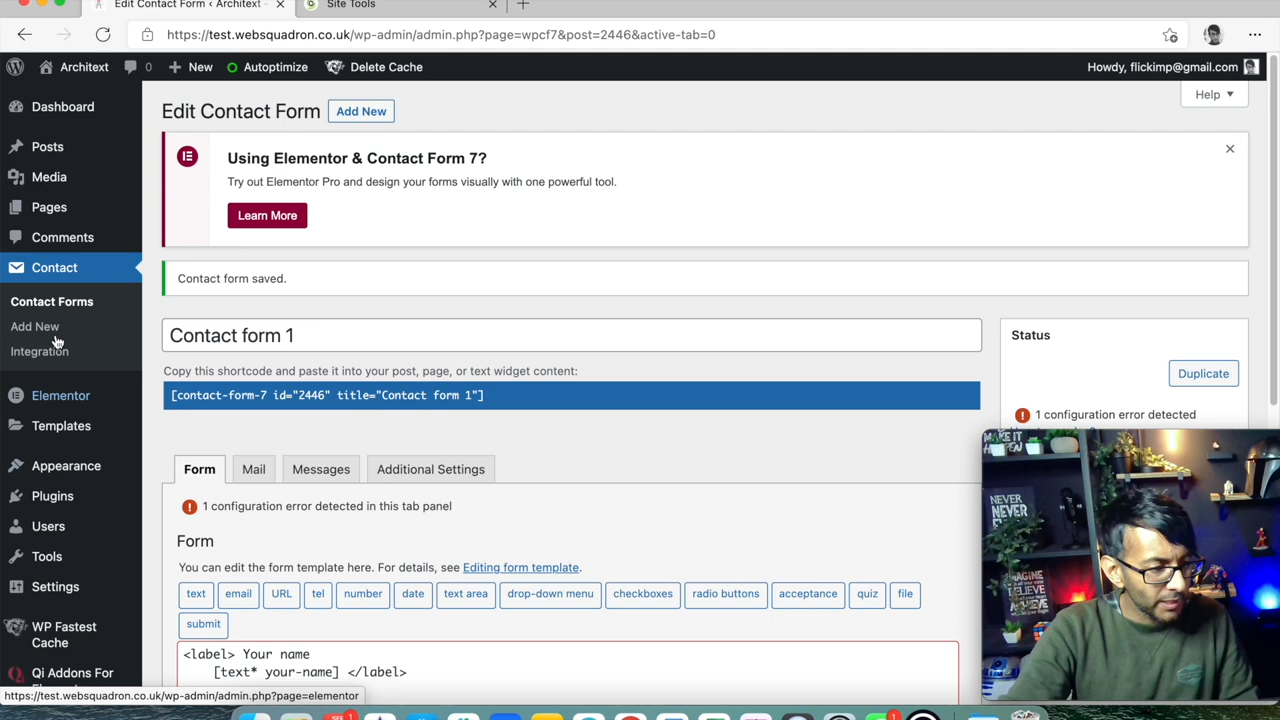 Edit Contact Form ‹ Architext
Site Tools
https://test.websquadron.co.uk/wp-admin/admin.php?page=wpcf7&post=2446&active-tab=0
Architext
0
New
Autoptimize
Delete Cache
Howdy, flickimp@gmail.com
Dashboard
Posts
Media
Pages
Comments
Contact
Contact Forms
Add New
Integration
Elementor
Templates
Appearance
Plugins
Users
Tools
Settings
WP Fastest
Cache
Qi Addons For
Help
Edit Contact Form
Add New
Using Elementor & Contact Form 7?
Try out Elementor Pro and design your forms visually with one powerful tool.
Learn More
Contact form saved.
Contact form 1
Copy this shortcode and paste it into your post, page, or text widget content:
[contact-form-7 id="2446" title="Contact form 1"]
Status
Duplicate
1 configuration error detected
Form
Mail
Messages
Additional Settings
1 configuration error detected in this tab panel
Form
You can edit the form template here. For details, see Editing form template.
text
email
URL
tel
number
date
text area
drop-down menu
checkboxes
radio buttons
acceptance
quiz
file
submit
<label> Your name
[text* your-name] </label>
https://test.websquadron.co.uk/wp-admin/admin.php?page=elementor
MAKE IT
HAPPEN
NEVER
NEVER
IMAGINE
BELIEVE
ACHIEVE